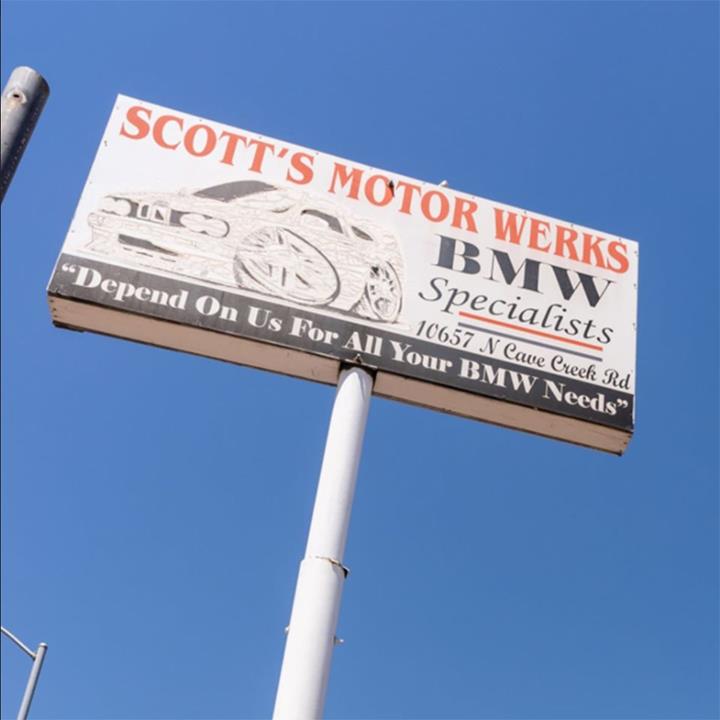 SCOTT'S MOTOR WERKS
BMW
Specialists
10657 N Cave Creek Rd
"Depend On Us For All Your BMW Needs"